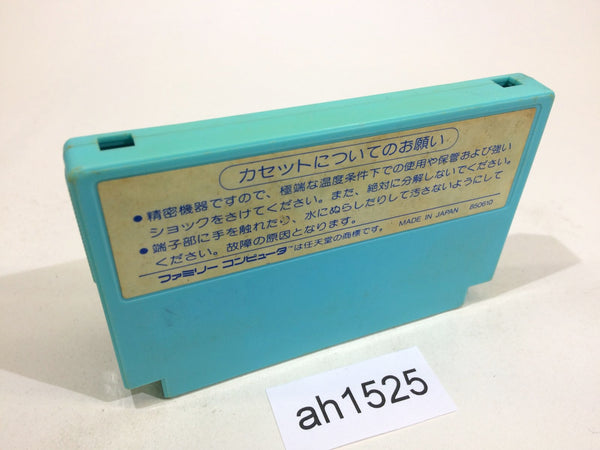 カセットについてのお願い
●精密機器ですので、極端な温度条件下での使用や保管および強い
ショックをさけてください。また、絶対に分解しないでください。
●端子部に手を触れたり、水にぬらしたりして汚さないようにして
ください。故障の原因となります。
MADE IN JAPAN 850610
ファミリーコンピュータ™は任天堂の商標です。
ah1525